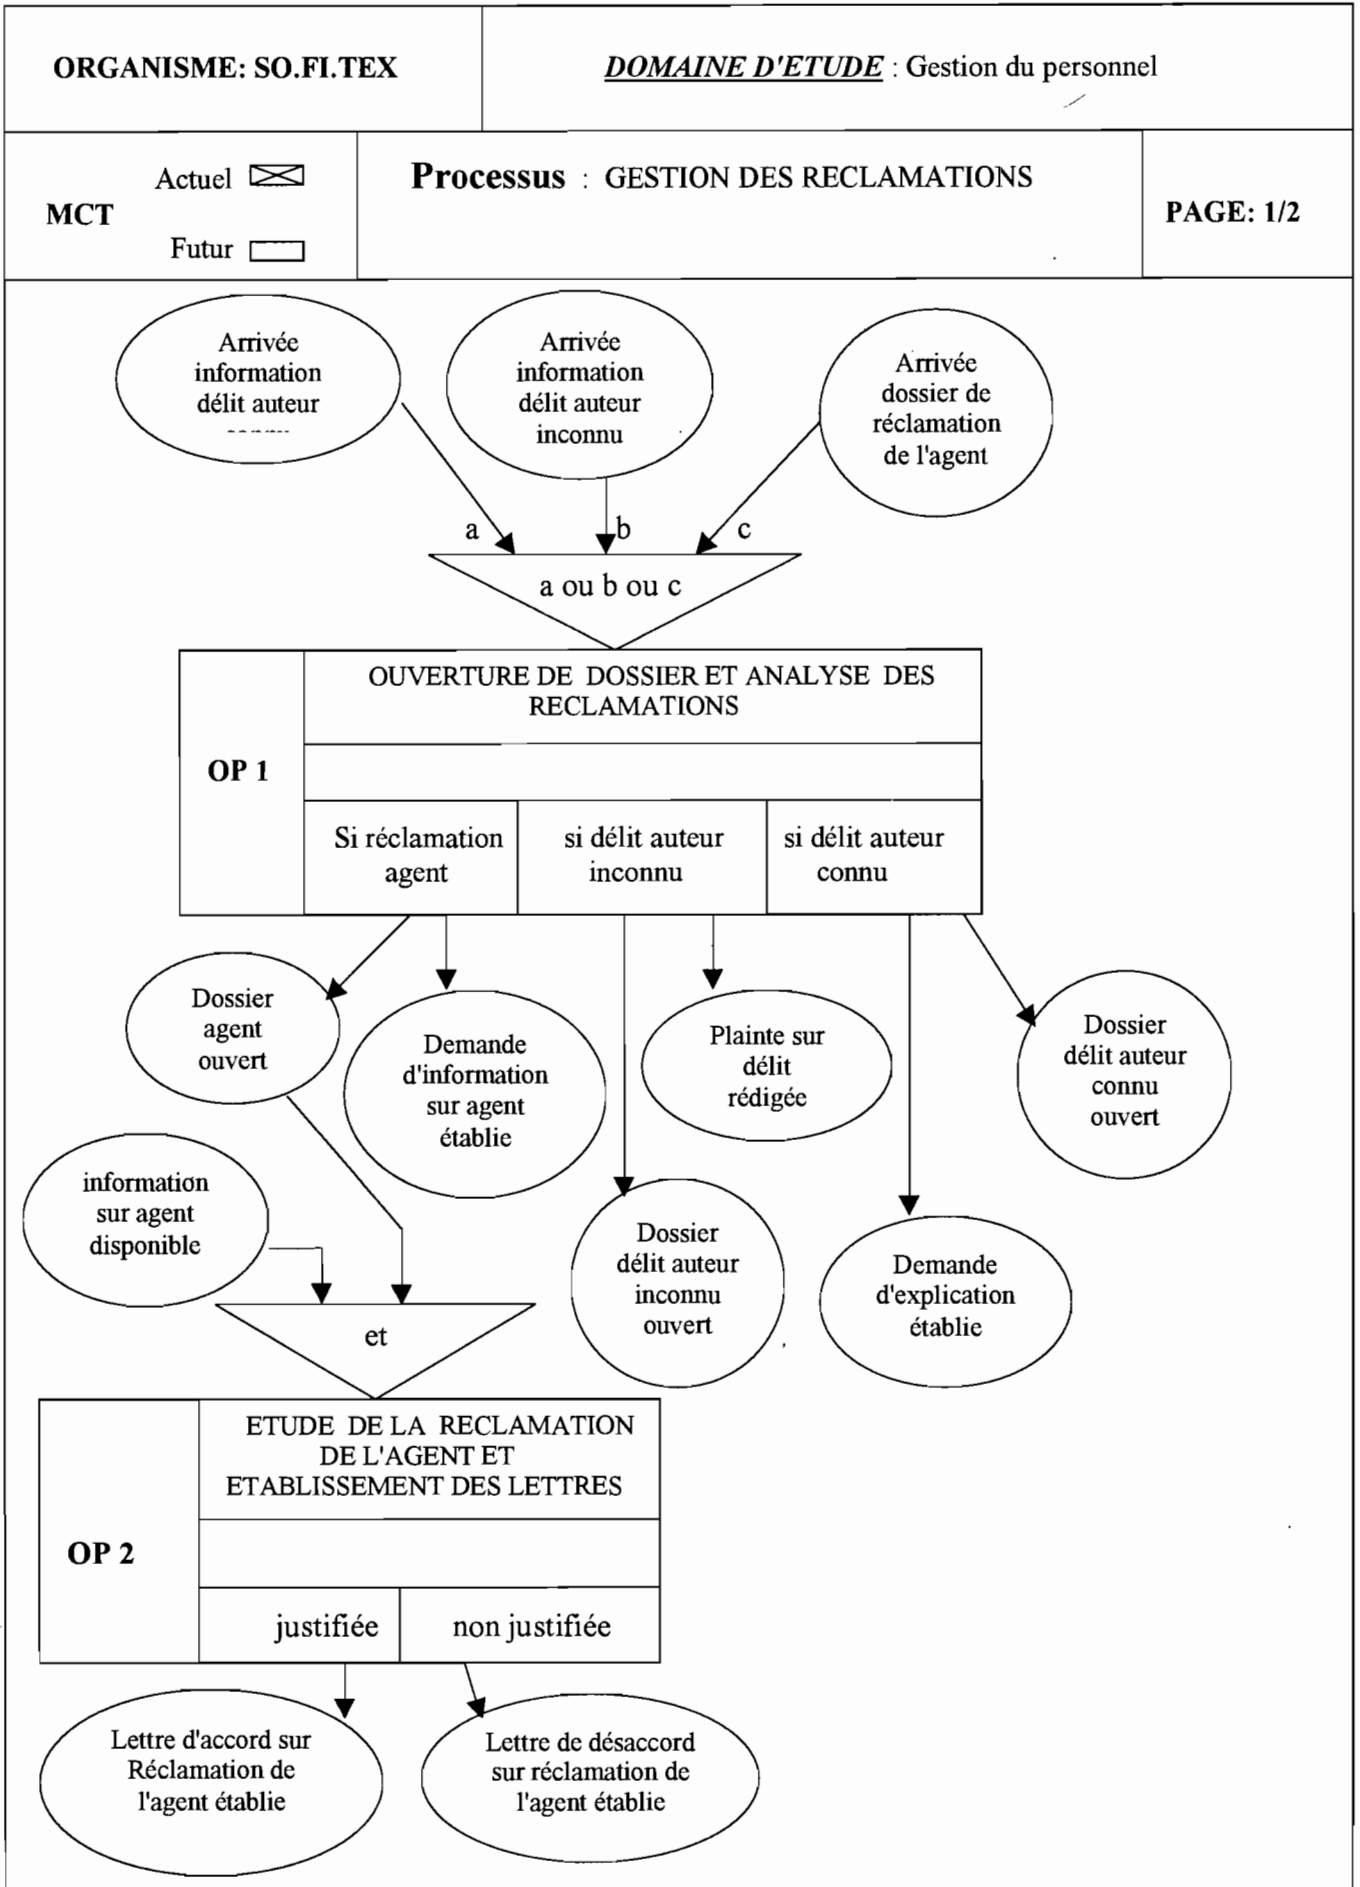 ORGANISME: SO.FI.TEX
DOMAINE D'ETUDE : Gestion du personnel
MCT
Actuel
Futur
Processus : GESTION DES RECLAMATIONS
PAGE: 1/2
Arrivée
information
délit auteur
Arrivée
information
délit auteur
inconnu
Arrivée
dossier de
réclamation
de l'agent
a
b
c
a ou b ou c
OP 1
OUVERTURE DE DOSSIER ET ANALYSE DES
RECLAMATIONS
Si réclamation
agent
si délit auteur
inconnu
si délit auteur
connu
Dossier
agent
ouvert
Demande
d'information
sur agent
établie
Plainte sur
délit
rédigée
Dossier
délit auteur
connu
ouvert
information
sur agent
disponible
Dossier
délit auteur
inconnu
ouvert
Demande
d'explication
établie
et
OP 2
ETUDE DE LA RECLAMATION
DE L'AGENT ET
ETABLISSEMENT DES LETTRES
justifiée
non justifiée
Lettre d'accord sur
Réclamation de
l'agent établie
Lettre de désaccord
sur réclamation de
l'agent établie